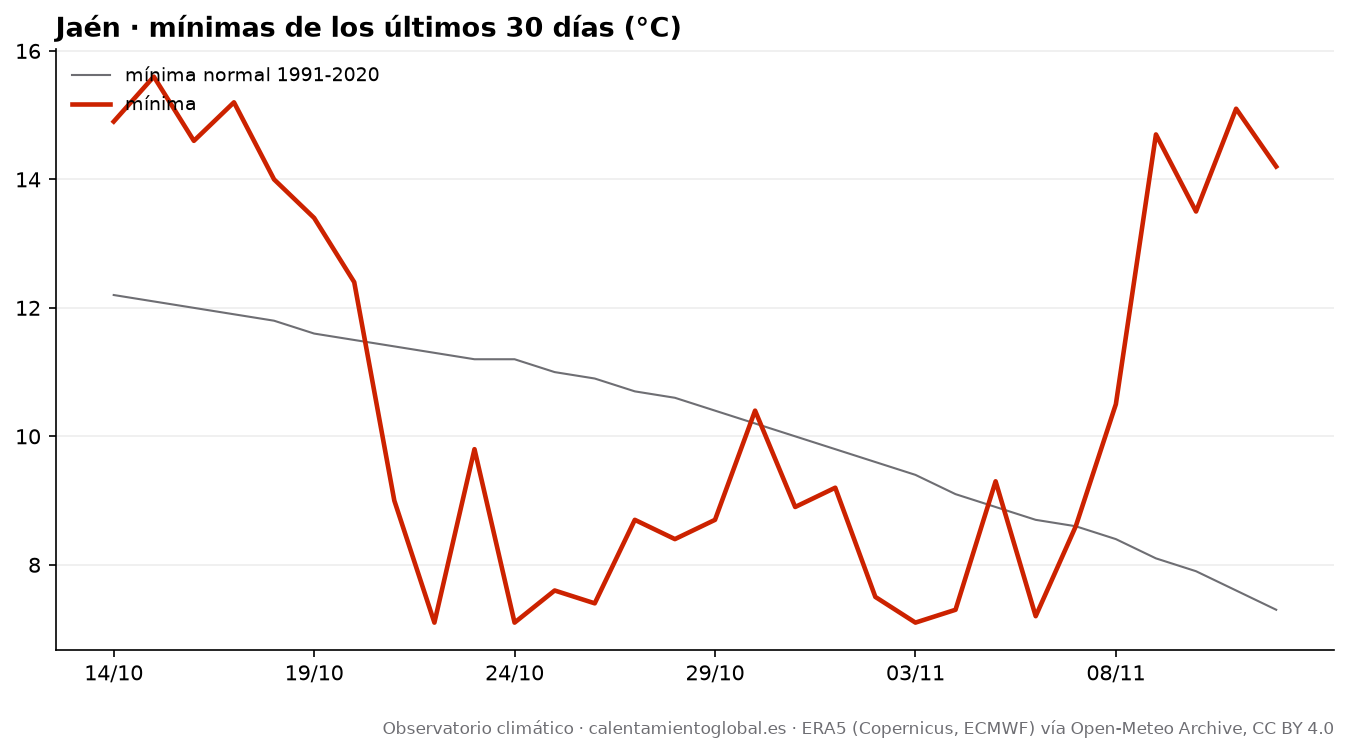 Jaén · mínimas de los últimos 30 días (°C)
16
14
12
10
8
mínima normal 1991-2020
mínima
14/10
19/10
24/10
29/10
03/11
08/11
Observatorio climático · calentamientoglobal.es · ERA5 (Copernicus, ECMWF) vía Open-Meteo Archive, CC BY 4.0